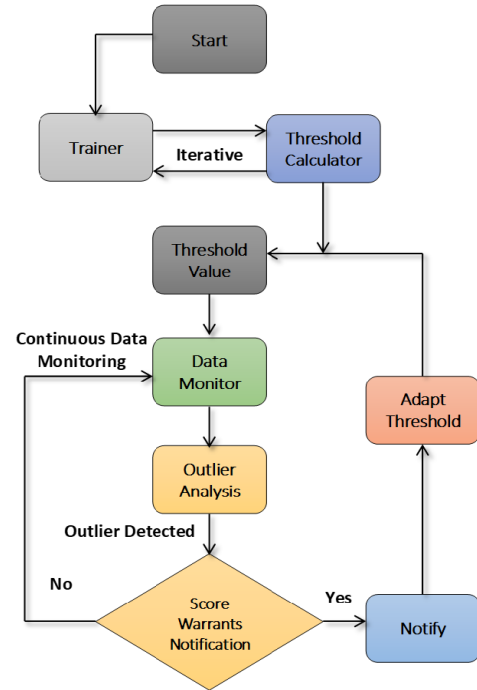 Start
Trainer
Iterative
Threshold
Calculator
Threshold
Value
Continuous Data
Monitoring
Data
Monitor
Adapt
Threshold
Outlier
Analysis
Outlier Detected
No
Score
Warrants
Notification
Yes
Notify